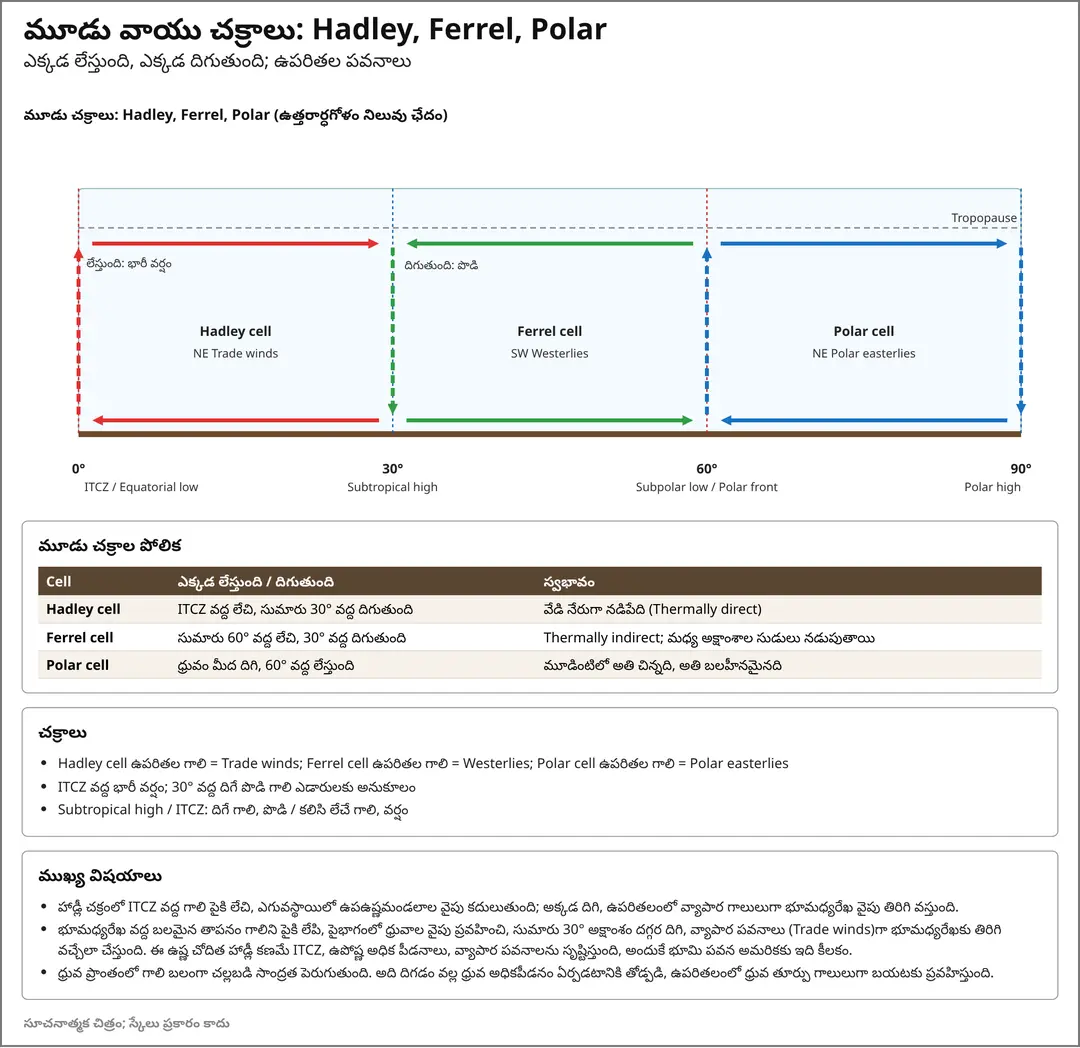 మూడు వాయు చక్రాలు: Hadley, Ferrel, Polar
ఎక్కడ లేస్తుంది, ఎక్కడ దిగుతుంది; ఉపరితల పవనాలు
మూడు చక్రాలు: Hadley, Ferrel, Polar (ఉత్తరార్ధగోళం నిలువు ఛేదం)
Tropopause
లేస్తుంది: భారీ వర్షం
దిగుతుంది: పొడి
Hadley cell
NE Trade winds
Ferrel cell
SW Westerlies
Polar cell
NE Polar easterlies
0°
ITCZ / Equatorial low
30°
Subtropical high
60°
Subpolar low / Polar front
90°
Polar high
మూడు చక్రాల పోలిక
Cell ఎక్కడ లేస్తుంది / దిగుతుంది స్వభావం
Hadley cell ITCZ వద్ద లేచి, సుమారు 30° వద్ద దిగుతుంది వేడి నేరుగా నడిపేది (Thermally direct)
Ferrel cell సుమారు 60° వద్ద లేచి, 30° వద్ద దిగుతుంది Thermally indirect; మధ్య అక్షాంశాల సుడులు నడుపుతాయి
Polar cell ధ్రువం మీద దిగి, 60° వద్ద లేస్తుంది మూడింటిలో అతి చిన్నది, అతి బలహీనమైనది
చక్రాలు
• Hadley cell ఉపరితల గాలి = Trade winds; Ferrel cell ఉపరితల గాలి = Westerlies; Polar cell ఉపరితల గాలి = Polar easterlies
• ITCZ వద్ద భారీ వర్షం; 30° వద్ద దిగే పొడి గాలి ఎడారులకు అనుకూలం
• Subtropical high / ITCZ: దిగే గాలి, పొడి / కలిసి లేచే గాలి, వర్షం
ముఖ్య విషయాలు
• హాడ్లీ చక్రంలో ITCZ వద్ద గాలి పైకి లేచి, ఎగువస్థాయిలో ఉపఉష్ణమండలాల వైపు కదులుతుంది; అక్కడ దిగి, ఉపరితలంలో వ్యాపార గాలులుగా భూమధ్యరేఖ వైపు తిరిగి వస్తుంది.
• భూమధ్యరేఖ వద్ద బలమైన తాపనం గాలిని పైకి లేపి, పైభాగంలో ధ్రువాల వైపు ప్రవహించి, సుమారు 30° అక్షాంశం దగ్గర దిగి, వ్యాపార పవనాలు (Trade winds)గా భూమధ్యరేఖకు తిరిగి
వచ్చేలా చేస్తుంది. ఈ ఉష్ణ చోదిత హాడ్లీ కణమే ITCZ, ఉపోష్ణ అధిక పీడనాలు, వ్యాపార పవనాలను సృష్టిస్తుంది, అందుకే భూమి పవన అమరికకు ఇది కీలకం.
• ధ్రువ ప్రాంతంలో గాలి బలంగా చల్లబడి సాంద్రత పెరుగుతుంది. అది దిగడం వల్ల ధ్రువ అధికపీడనం ఏర్పడటానికి తోడ్పడి, ఉపరితలంలో ధ్రువ తూర్పు గాలులుగా బయటకు ప్రవహిస్తుంది.
సూచనాత్మక చిత్రం; స్కేలు ప్రకారం కాదు